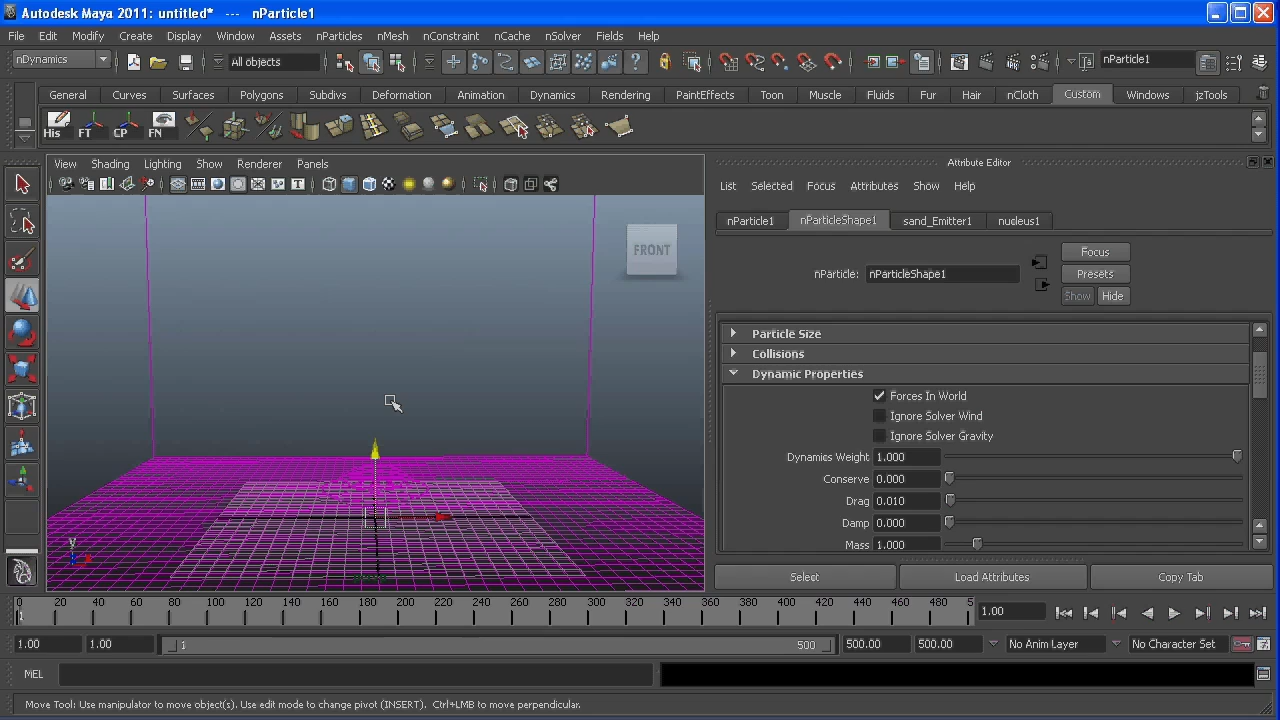 Autodesk Maya 2011: untitled* --- nParticle1
File Edit Modify Create Display Window Assets nParticles nMesh nConstraint nCache nSolver Fields Help
nDynamics All objects nParticle1
General Curves Surfaces Polygons Subdivs Deformation Animation Dynamics Rendering PaintEffects Toon Muscle Fluids Fur Hair nCloth Custom Windows jzTools
His FT CP FN
View Shading Lighting Show Renderer Panels
Attribute Editor
List Selected Focus Attributes Show Help
nParticle1 nParticleShape1 sand_Emitter1 nucleus1
FRONT
nParticle: nParticleShape1
Focus
Presets
Show Hide
Particle Size
Collisions
Dynamic Properties
Forces In World
Ignore Solver Wind
Ignore Solver Gravity
Dynamics Weight 1.000
Conserve 0.000
Drag 0.010
Damp 0.000
Mass 1.000
y
Select Load Attributes Copy Tab
0 20 40 60 80 100 120 140 160 180 200 220 240 260 280 300 320 340 360 380 400 420 440 460 480 5 1.00
1.00 1.00 1 500 500.00 500.00 No Anim Layer No Character Set
MEL
Move Tool: Use manipulator to move object(s). Use edit mode to change pivot (INSERT). Ctrl+LMB to move perpendicular.